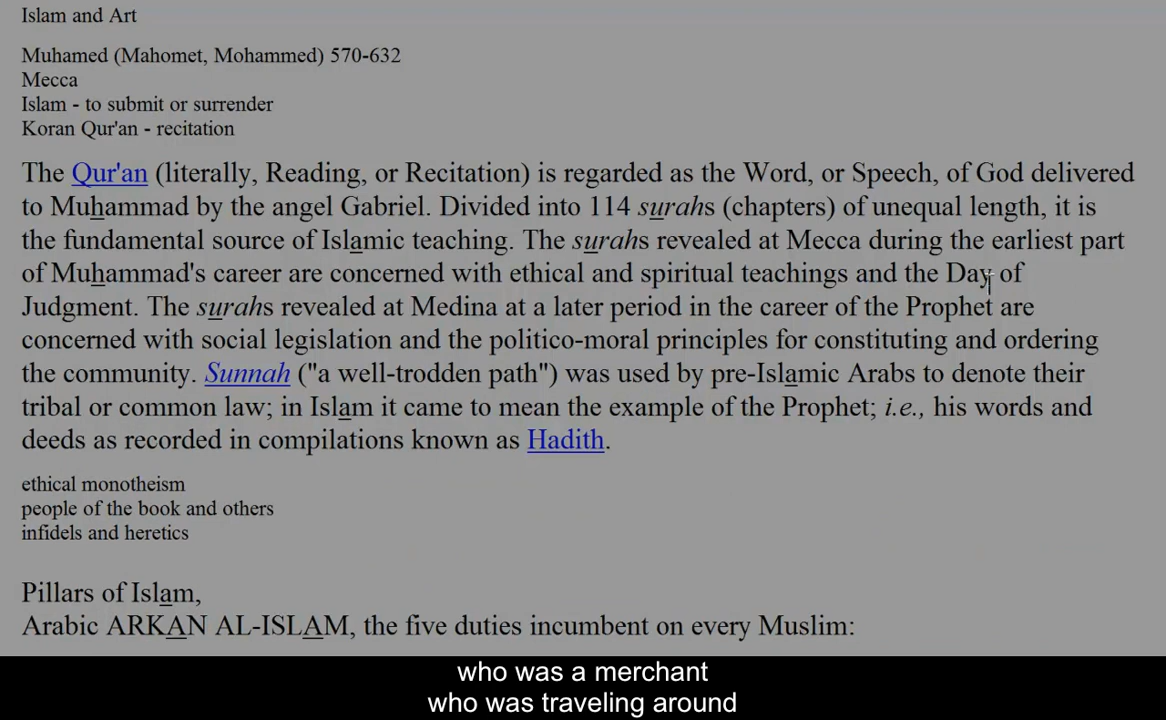 Islam and Art
Muhamed (Mahomet, Mohammed) 570-632
Mecca
Islam - to submit or surrender
Koran Qur'an - recitation
The Qur'an (literally, Reading, or Recitation) is regarded as the Word, or Speech, of God delivered
to Muhammad by the angel Gabriel. Divided into 114 surahs (chapters) of unequal length, it is
the fundamental source of Islamic teaching. The surahs revealed at Mecca during the earliest part
of Muhammad's career are concerned with ethical and spiritual teachings and the Day of
Judgment. The surahs revealed at Medina at a later period in the career of the Prophet are
concerned with social legislation and the politico-moral principles for constituting and ordering
the community. Sunnah ("a well-trodden path") was used by pre-Islamic Arabs to denote their
tribal or common law; in Islam it came to mean the example of the Prophet; i.e., his words and
deeds as recorded in compilations known as Hadith.
ethical monotheism
people of the book and others
infidels and heretics
Pillars of Islam,
Arabic ARKAN AL-ISLAM, the five duties incumbent on every Muslim:
who was a merchant
who was traveling around